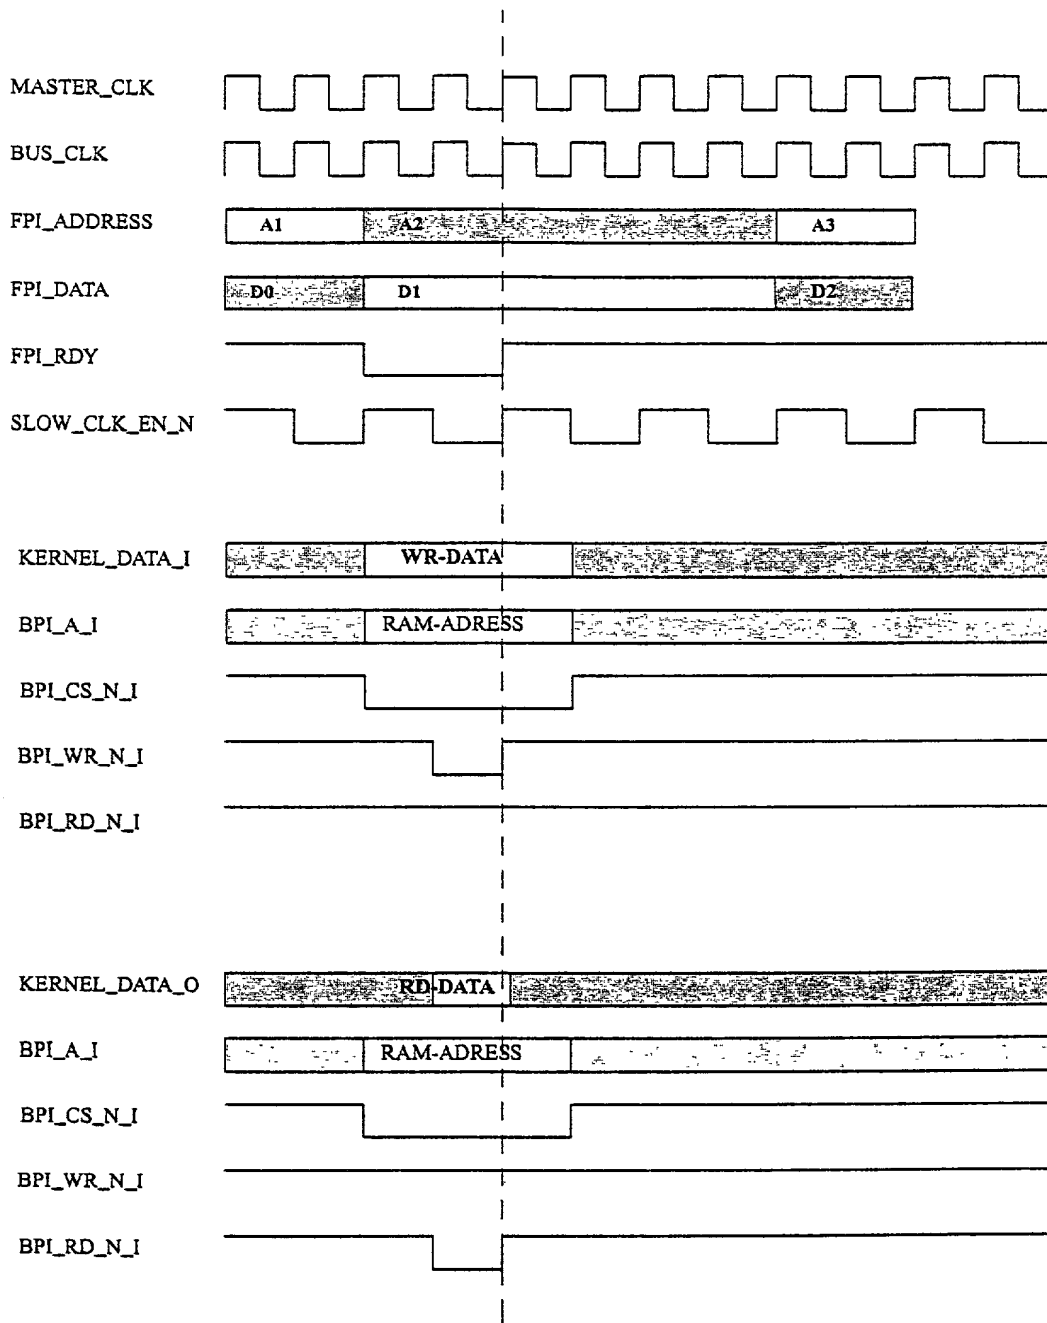 MASTER_CLK
BUS_CLK
FPI_ADDRESS A1 A2 A3
FPI_DATA D0 D1 D2
FPI_RDY
SLOW_CLK_EN_N
KERNEL_DATA_I WR-DATA
BPI_A_I RAM-ADRESS
BPI_CS_N_I
BPI_WR_N_I
BPI_RD_N_I
KERNEL_DATA_O RD-DATA
BPI_A_I RAM-ADRESS
BPI_CS_N_I
BPI_WR_N_I
BPI_RD_N_I